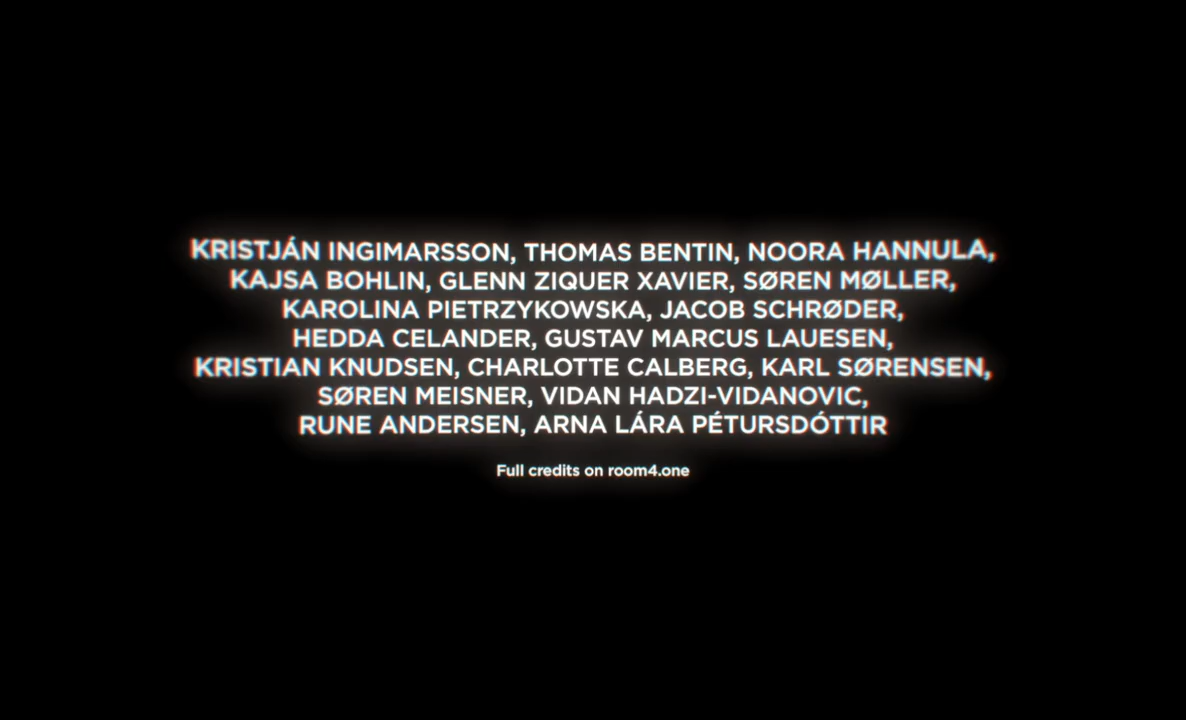 KRISTJÁN INGIMARSSON, THOMAS BENTIN, NOORA HANNULA,
KAJSA BOHLIN, GLENN ZIQUER XAVIER, SØREN MØLLER,
KAROLINA PIETRZYKOWSKA, JACOB SCHRØDER,
HEDDA CELANDER, GUSTAV MARCUS LAUESEN,
KRISTIAN KNUDSEN, CHARLOTTE CALBERG, KARL SØRENSEN,
SØREN MEISNER, VIDAN HADZI-VIDANOVIC,
RUNE ANDERSEN, ARNA LÁRA PÉTURSDÓTTIR
Full credits on room4.one